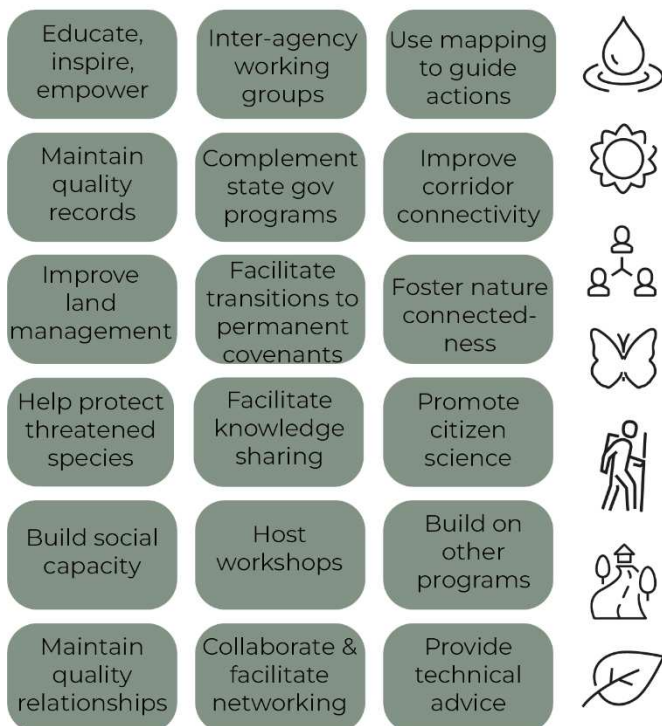 Educate,
inspire,
empower
Inter-agency
working
groups
Use mapping
to guide
actions
Maintain
quality
records
Complement
state gov
programs
Improve
corridor
connectivity
Improve
land
management
Facilitate
transitions to
permanent
covenants
Foster nature
connected-
ness
Help protect
threatened
species
Facilitate
knowledge
sharing
Promote
citizen
science
Build social
capacity
Host
workshops
Build on
other
programs
Maintain
quality
relationships
Collaborate &
facilitate
networking
Provide
technical
advice